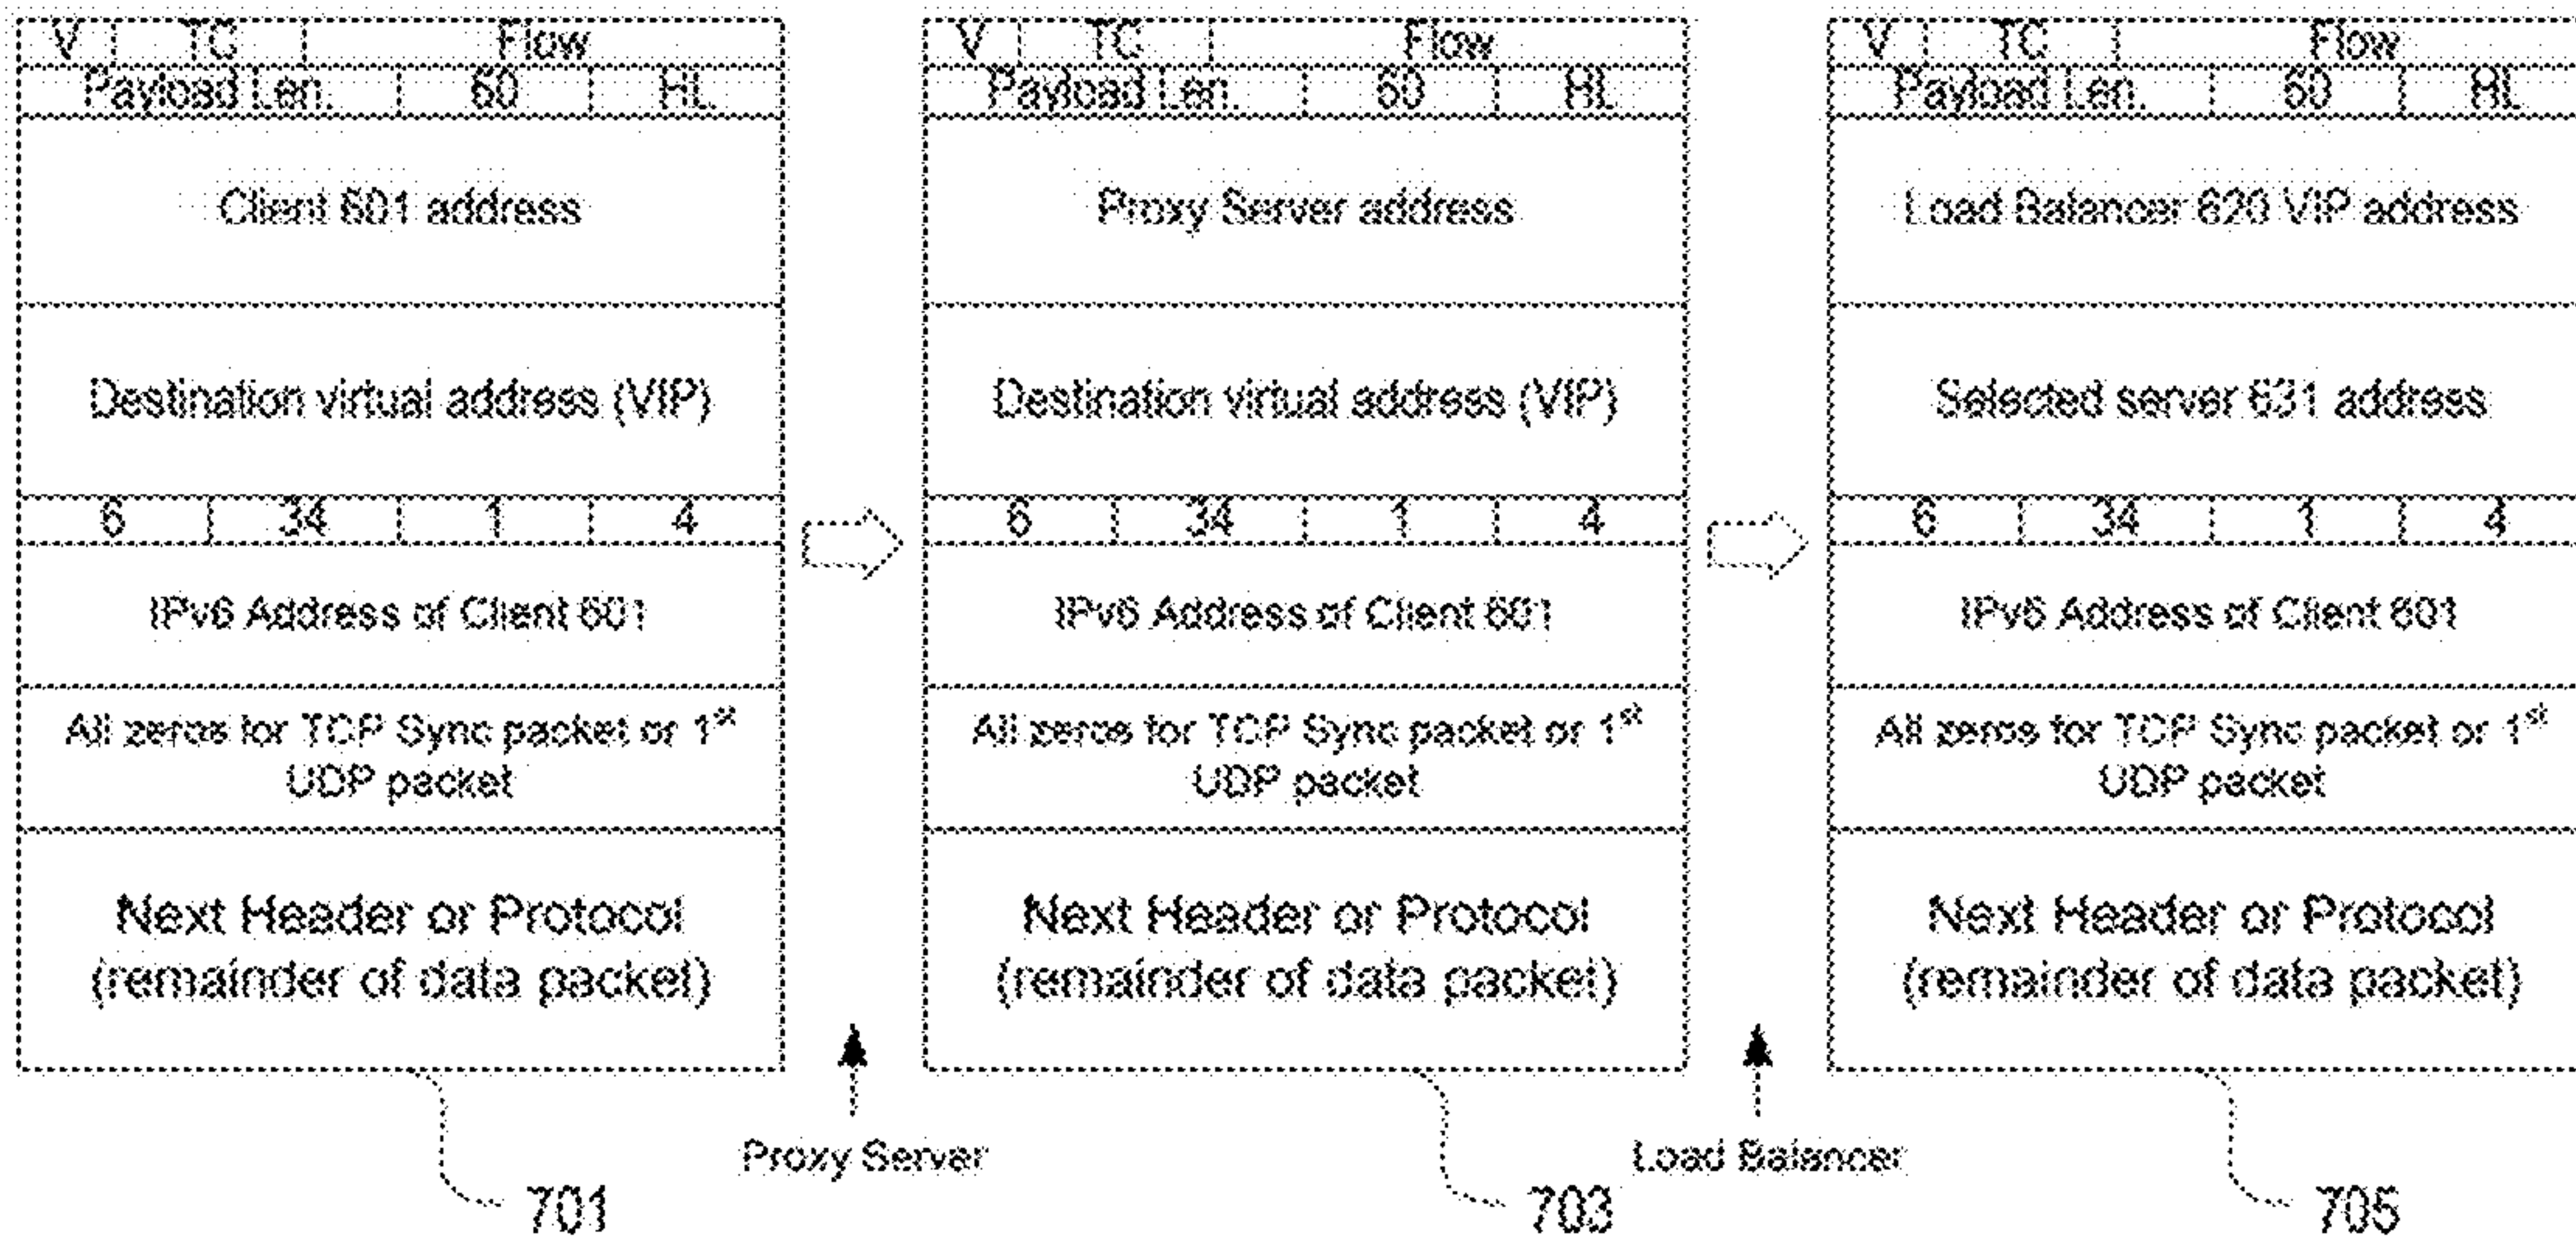 V TC Flow
Payload Len. 60 HL
Client 601 address
Destination virtual address (VIP)
6 34 1 4
IPv6 Address of Client 601
All zeros for TCP Sync packet or 1st
UDP packet
Next Header or Protocol
(remainder of data packet)
701
Proxy Server
V TC Flow
Payload Len. 60 HL
Proxy Server address
Destination virtual address (VIP)
6 34 1 4
IPv6 Address of Client 601
All zeros for TCP Sync packet or 1st
UDP packet
Next Header or Protocol
(remainder of data packet)
703
Load Balancer
V TC Flow
Payload Len. 60 HL
Load Balancer 620 VIP address
Selected server 631 address
6 34 1 4
IPv6 Address of Client 601
All zeros for TCP Sync packet or 1st
UDP packet
Next Header or Protocol
(remainder of data packet)
705